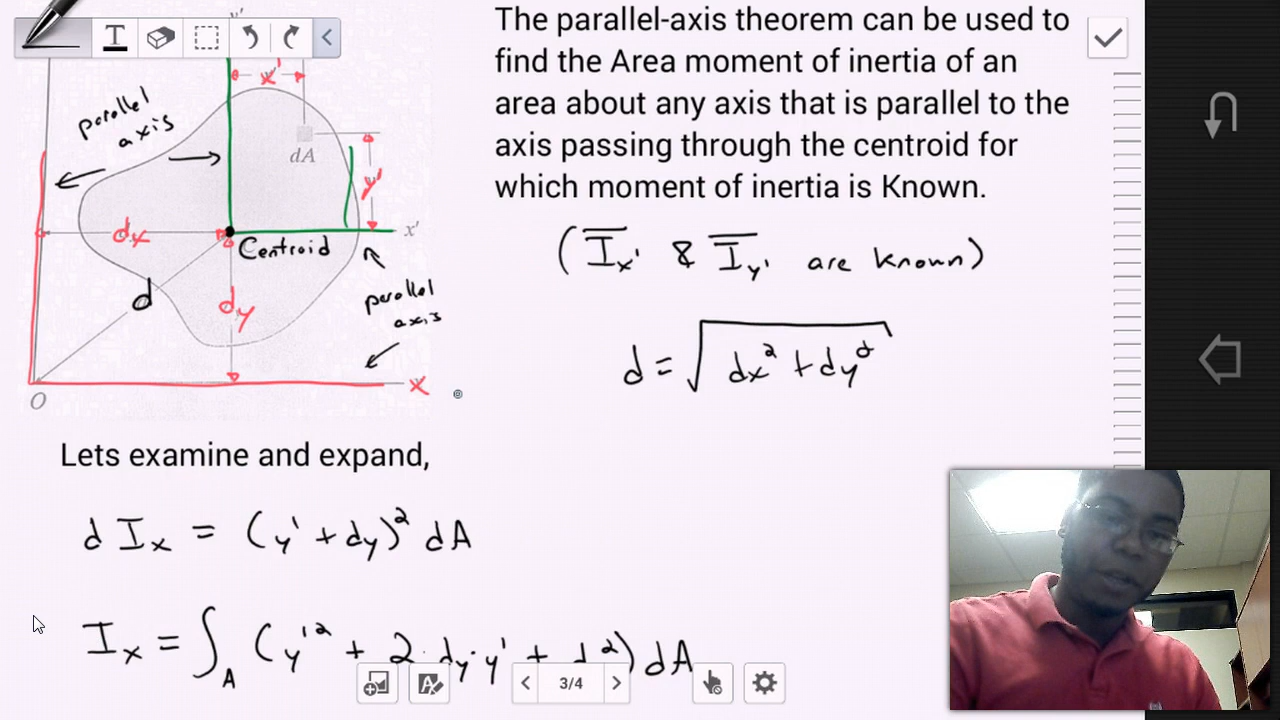 The parallel-axis theorem can be used to
find the Area moment of inertia of an
area about any axis that is parallel to the
axis passing through the centroid for
which moment of inertia is Known.
(I̅x' & I̅y' are known)
d = √dx² + dy²
T
x'
parallel
axis
dA
y'
x'
dx
Centroid
d
dy
parallel
axis
x
O
Lets examine and expand,
d Ix = (y' + dy)² dA
Ix = ∫A (y'² + 2·dy·y' + d²) dA
3/4